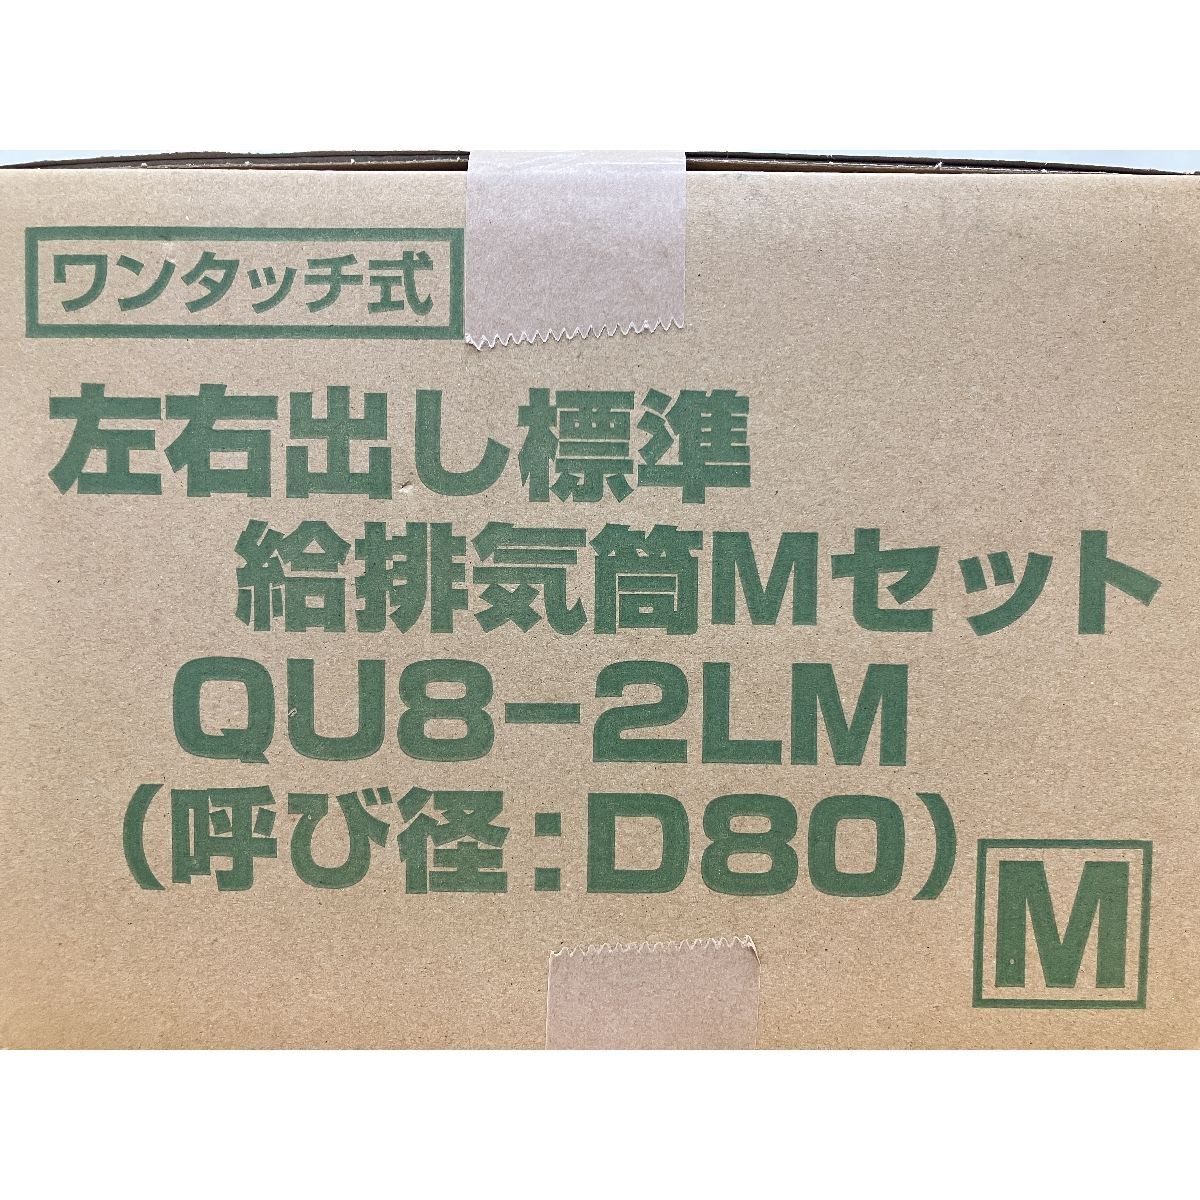 ワンタッチ式
左右出し標準
給排気筒Mセット
QU8-2LM
(呼び径:D80)
M